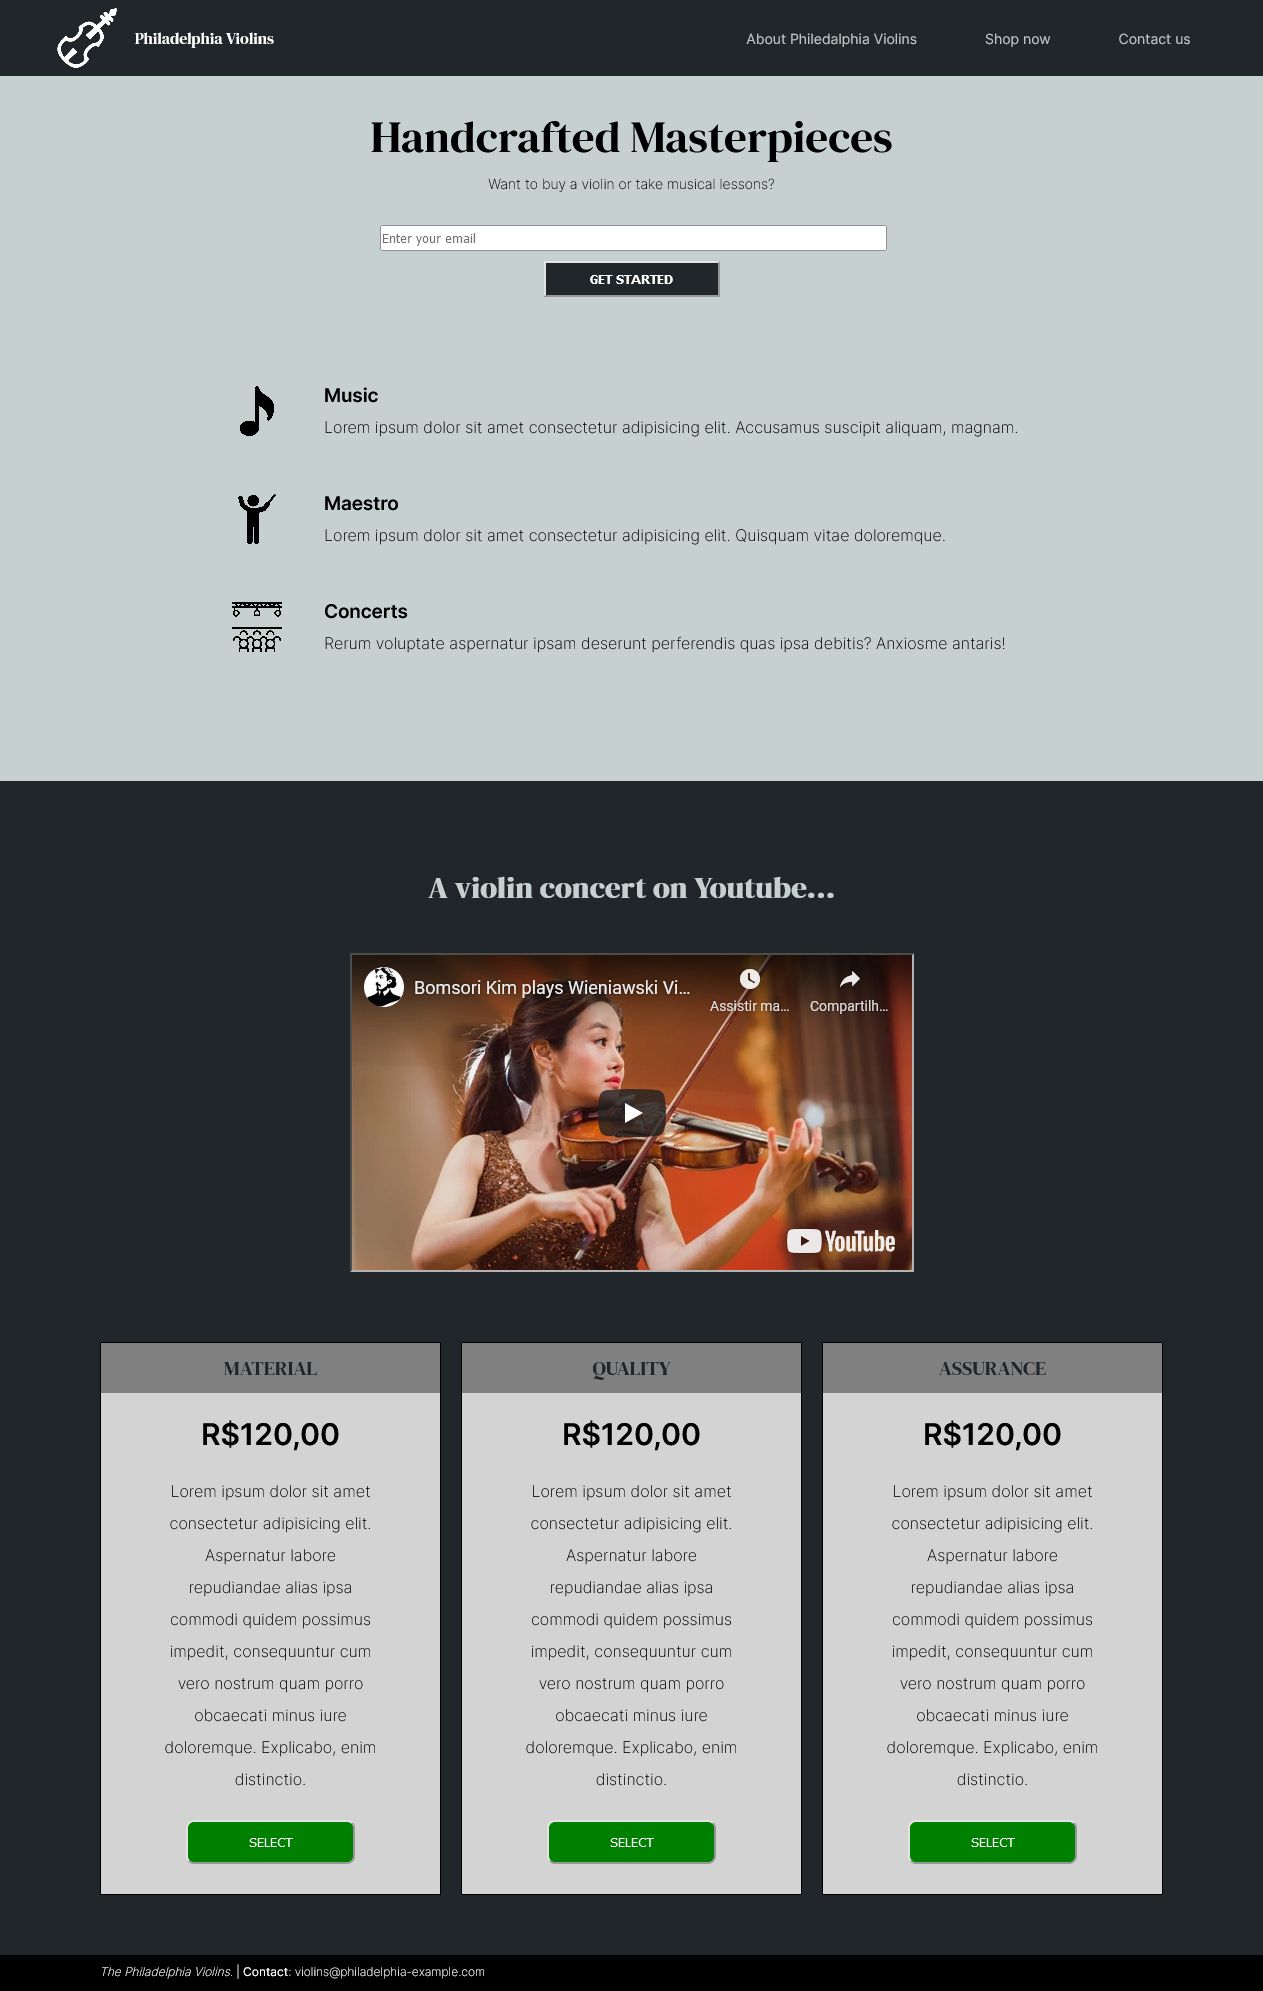 Philadelphia Violins
About Philedalphia Violins
Shop now
Contact us
Handcrafted Masterpieces
Want to buy a violin or take musical lessons?
Enter your email
GET STARTED
Music
Lorem ipsum dolor sit amet consectetur adipisicing elit. Accusamus suscipit aliquam, magnam.
Maestro
Lorem ipsum dolor sit amet consectetur adipisicing elit. Quisquam vitae doloremque.
Concerts
Rerum voluptate aspernatur ipsam deserunt perferendis quas ipsa debitis? Anxiosme antaris!
A violin concert on Youtube...
Bomsori Kim plays Wieniawski Vi...
Assistir ma...
Compartilh...
YouTube
MATERIAL
R$120,00
Lorem ipsum dolor sit amet
consectetur adipisicing elit.
Aspernatur labore
repudiandae alias ipsa
commodi quidem possimus
impedit, consequuntur cum
vero nostrum quam porro
obcaecati minus iure
doloremque. Explicabo, enim
distinctio.
SELECT
QUALITY
R$120,00
Lorem ipsum dolor sit amet
consectetur adipisicing elit.
Aspernatur labore
repudiandae alias ipsa
commodi quidem possimus
impedit, consequuntur cum
vero nostrum quam porro
obcaecati minus iure
doloremque. Explicabo, enim
distinctio.
SELECT
ASSURANCE
R$120,00
Lorem ipsum dolor sit amet
consectetur adipisicing elit.
Aspernatur labore
repudiandae alias ipsa
commodi quidem possimus
impedit, consequuntur cum
vero nostrum quam porro
obcaecati minus iure
doloremque. Explicabo, enim
distinctio.
SELECT
The Philadelphia Violins. | Contact: violins@philadelphia-example.com